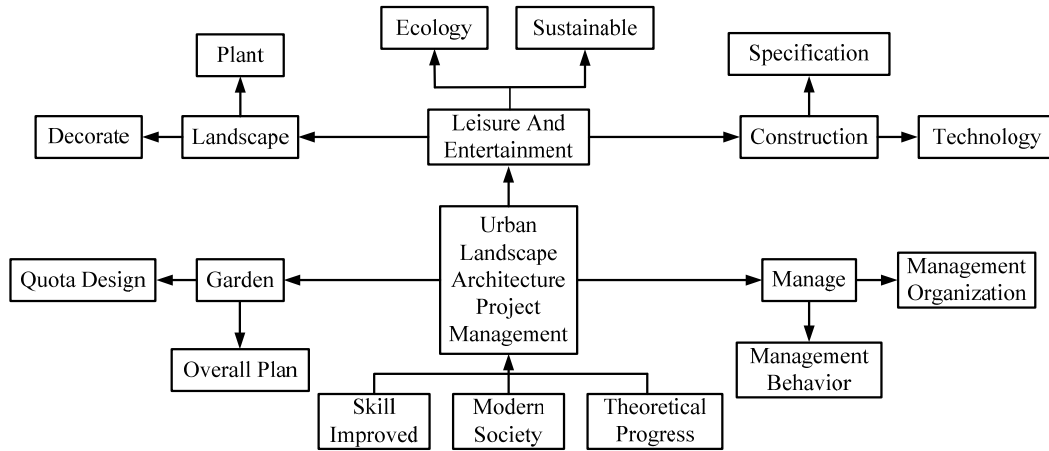 Ecology
Sustainable
Plant
Specification
Decorate
Landscape
Leisure And
Entertainment
Construction
Technology
Urban
Landscape
Architecture
Project
Management
Quota Design
Garden
Manage
Management
Organization
Overall Plan
Management
Behavior
Skill
Improved
Modern
Society
Theoretical
Progress